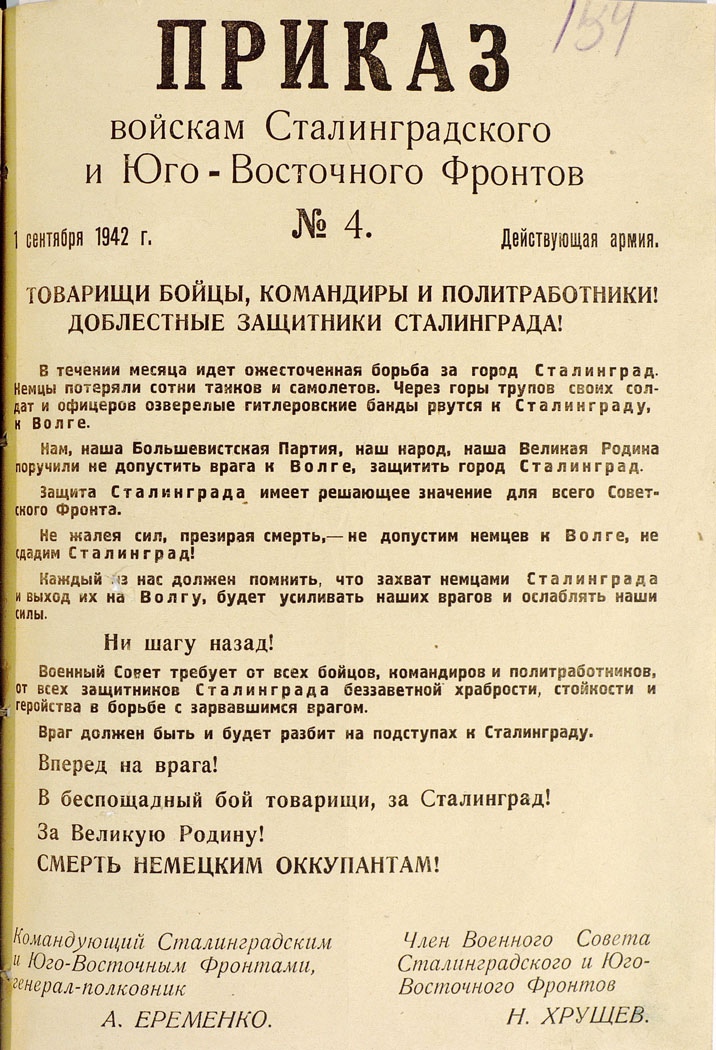 154
ПРИКАЗ
войскам Сталинградского
и Юго-Восточного Фронтов
№ 4.
1 сентября 1942 г.
Действующая армия.
ТОВАРИЩИ БОЙЦЫ, КОМАНДИРЫ И ПОЛИТРАБОТНИКИ!
ДОБЛЕСТНЫЕ ЗАЩИТНИКИ СТАЛИНГРАДА!
В течении месяца идет ожесточенная борьба за город Сталинград.
Немцы потеряли сотни танков и самолетов. Через горы трупов своих сол-
дат и офицеров озверелые гитлеровские банды рвутся к Сталинграду,
к Волге.
Нам, наша Большевистская Партия, наш народ, наша Великая Родина
поручили не допустить врага к Волге, защитить город Сталинград.
Защита Сталинграда имеет решающее значение для всего Совет-
ского Фронта.
Не жалея сил, презирая смерть,—не допустим немцев к Волге, не
сдадим Сталинград!
Каждый из нас должен помнить, что захват немцами Сталинграда
и выход их на Волгу, будет усиливать наших врагов и ослаблять наши
силы.
Ни шагу назад!
Военный Совет требует от всех бойцов, командиров и политработников,
от всех защитников Сталинграда беззаветной храбрости, стойкости и
геройства в борьбе с зарвавшимся врагом.
Враг должен быть и будет разбит на подступах к Сталинграду.
Вперед на врага!
В беспощадный бой товарищи, за Сталинград!
За Великую Родину!
СМЕРТЬ НЕМЕЦКИМ ОККУПАНТАМ!
Командующий Сталинградским
и Юго-Восточным Фронтами,
генерал-полковник
А. ЕРЕМЕНКО.
Член Военного Совета
Сталинградского и Юго-
Восточного Фронтов
Н. ХРУЩЕВ.